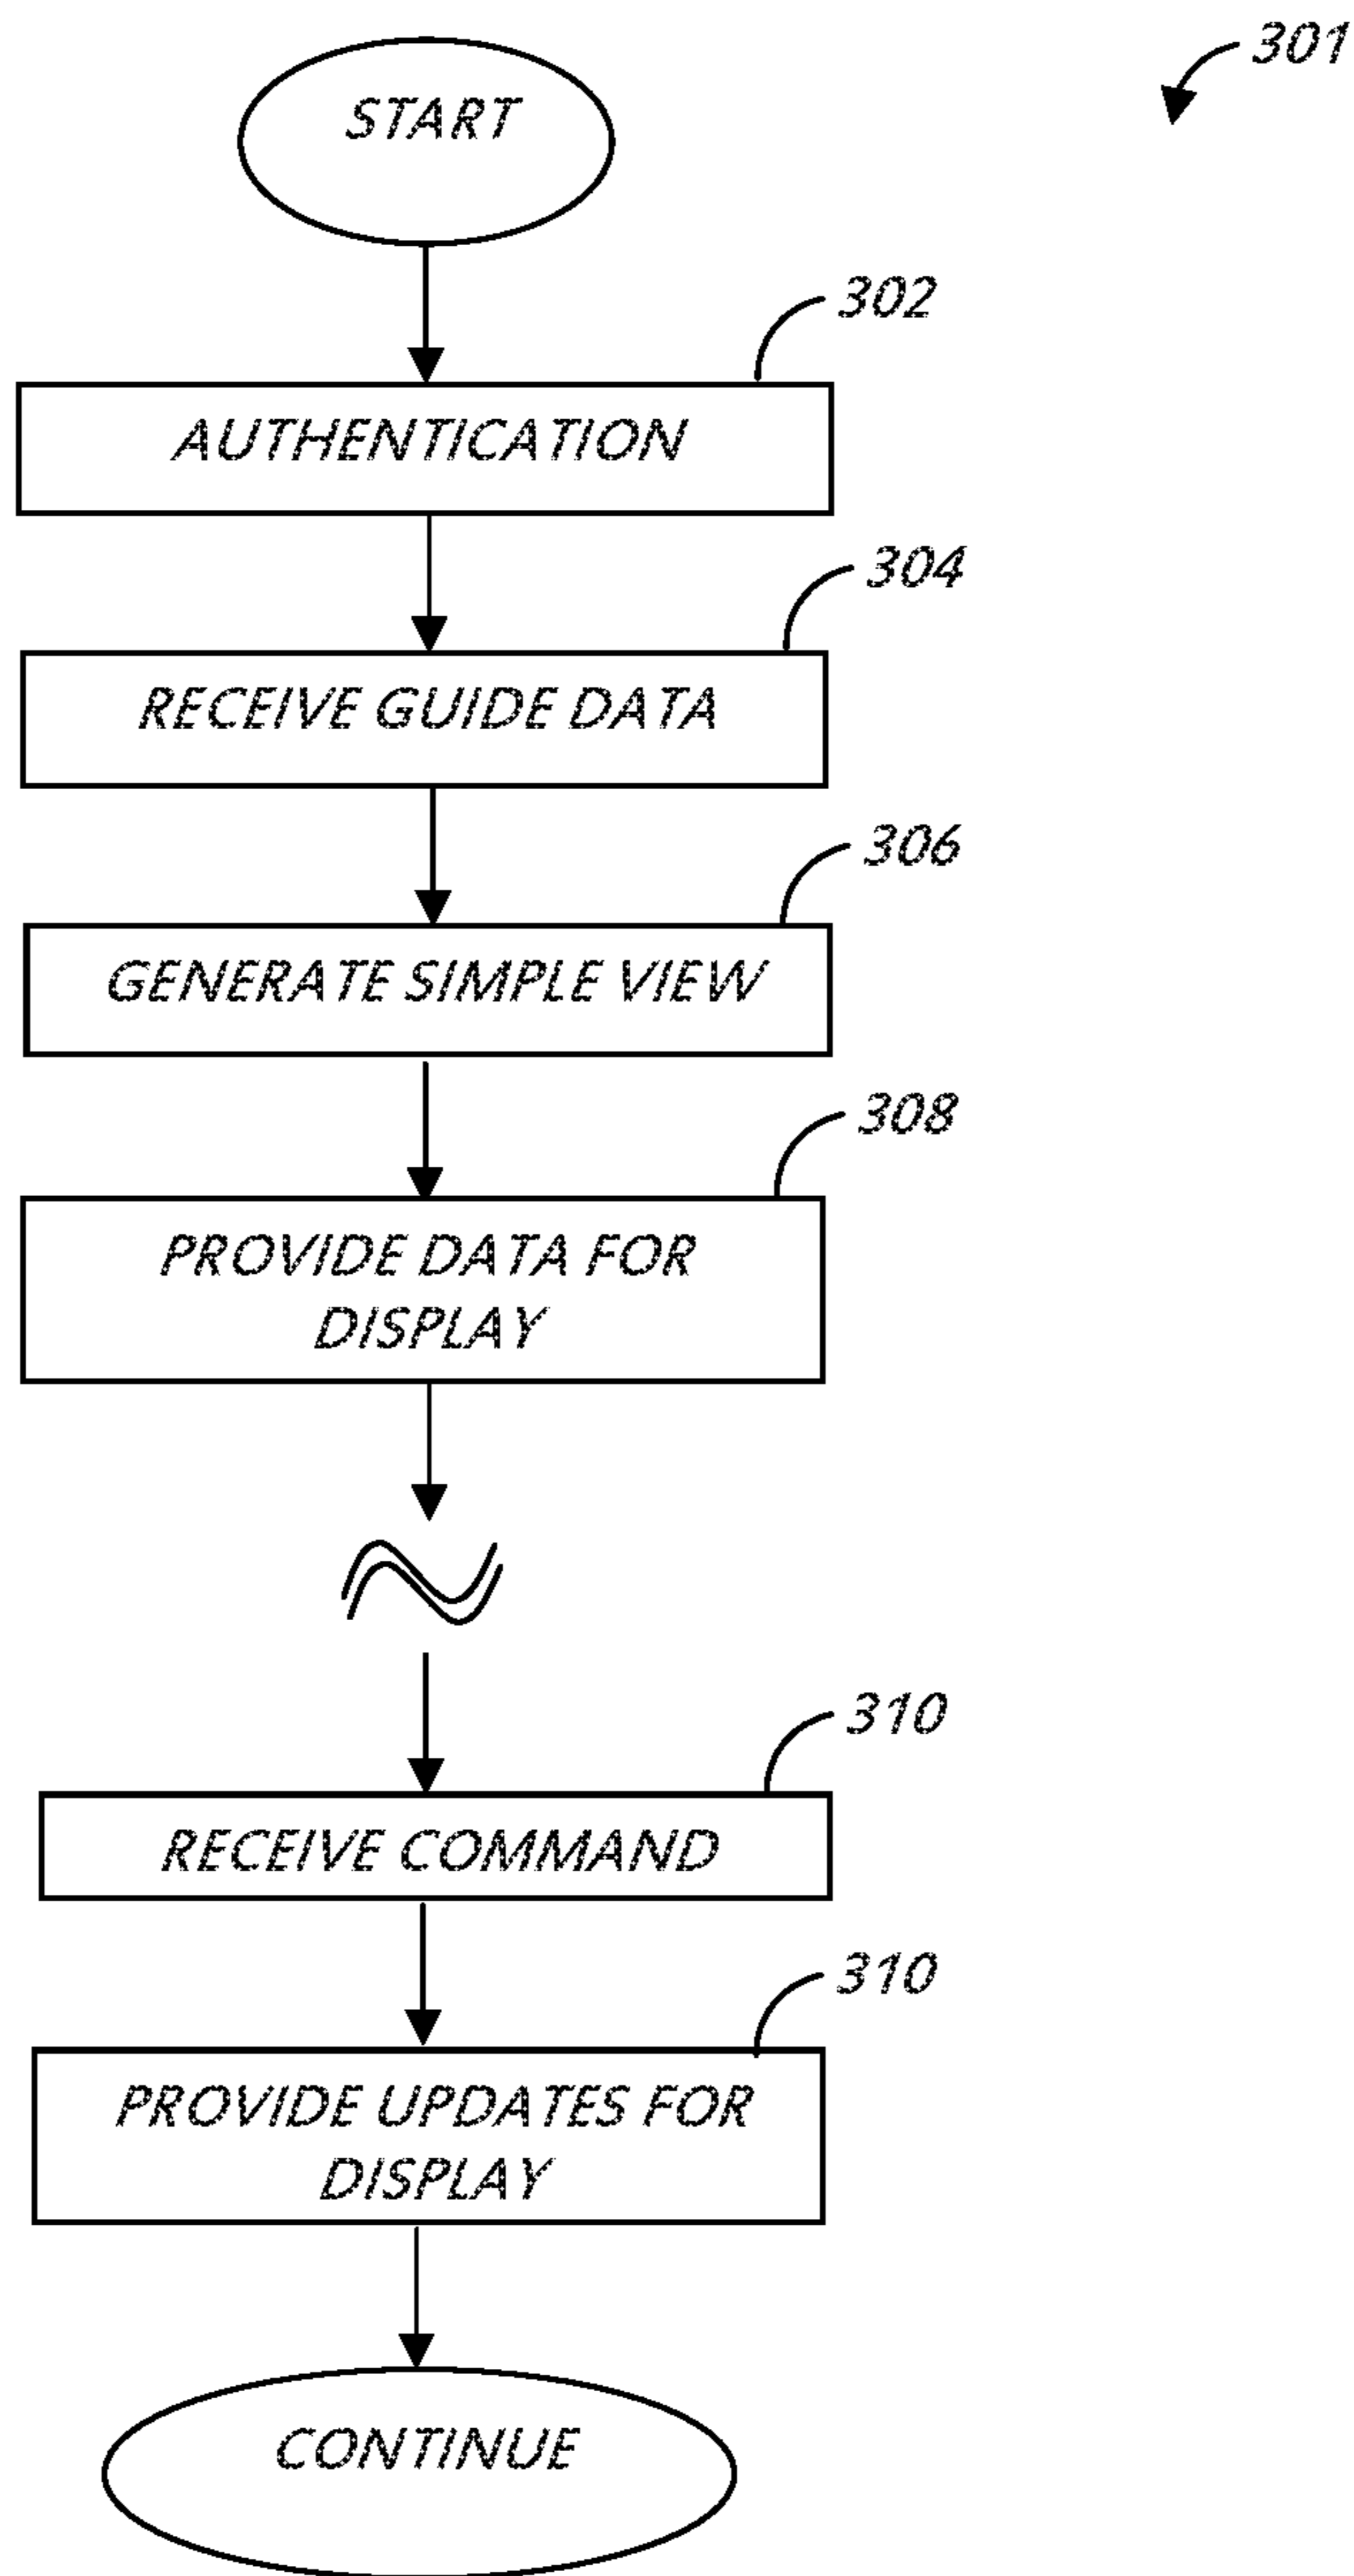 301
START
302
AUTHENTICATION
304
RECEIVE GUIDE DATA
306
GENERATE SIMPLE VIEW
308
PROVIDE DATA FOR
DISPLAY
310
RECEIVE COMMAND
310
PROVIDE UPDATES FOR
DISPLAY
CONTINUE